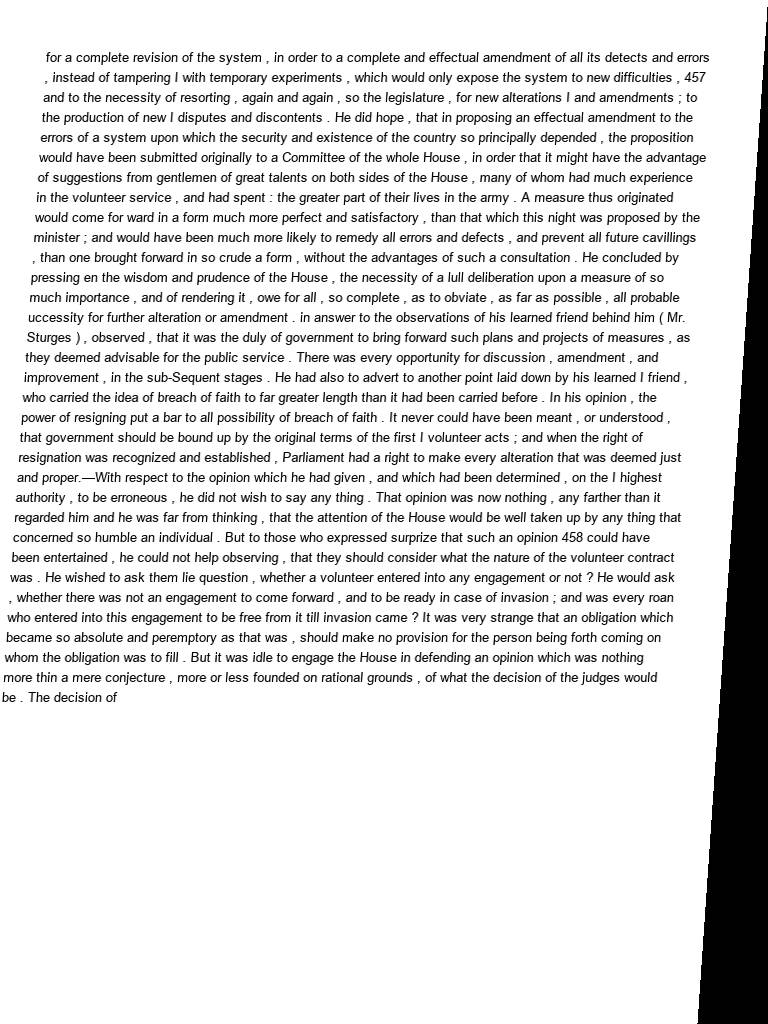 for a complete revision of the system , in order to a complete and effectual amendment of all its detects and errors
, instead of tampering I with temporary experiments , which would only expose the system to new difficulties , 457
and to the necessity of resorting , again and again , so the legislature , for new alterations I and amendments ; to
the production of new I disputes and discontents . He did hope , that in proposing an effectual amendment to the
errors of a system upon which the security and existence of the country so principally depended , the proposition
would have been submitted originally to a Committee of the whole House , in order that it might have the advantage
of suggestions from gentlemen of great talents on both sides of the House , many of whom had much experience
in the volunteer service , and had spent : the greater part of their lives in the army . A measure thus originated
would come for ward in a form much more perfect and satisfactory , than that which this night was proposed by the
minister ; and would have been much more likely to remedy all errors and defects , and prevent all future cavillings
, than one brought forward in so crude a form , without the advantages of such a consultation . He concluded by
pressing en the wisdom and prudence of the House , the necessity of a lull deliberation upon a measure of so
much importance , and of rendering it , owe for all , so complete , as to obviate , as far as possible , all probable
uccessity for further alteration or amendment . in answer to the observations of his learned friend behind him ( Mr.
Sturges ) , observed , that it was the duly of government to bring forward such plans and projects of measures , as
they deemed advisable for the public service . There was every opportunity for discussion , amendment , and
improvement , in the sub-Sequent stages . He had also to advert to another point laid down by his learned I friend ,
who carried the idea of breach of faith to far greater length than it had been carried before . In his opinion , the
power of resigning put a bar to all possibility of breach of faith . It never could have been meant , or understood ,
that government should be bound up by the original terms of the first I volunteer acts ; and when the right of
resignation was recognized and established , Parliament had a right to make every alteration that was deemed just
and proper.—With respect to the opinion which he had given , and which had been determined , on the I highest
authority , to be erroneous , he did not wish to say any thing . That opinion was now nothing , any farther than it
regarded him and he was far from thinking , that the attention of the House would be well taken up by any thing that
concerned so humble an individual . But to those who expressed surprize that such an opinion 458 could have
been entertained , he could not help observing , that they should consider what the nature of the volunteer contract
was . He wished to ask them lie question , whether a volunteer entered into any engagement or not ? He would ask
, whether there was not an engagement to come forward , and to be ready in case of invasion ; and was every roan
who entered into this engagement to be free from it till invasion came ? It was very strange that an obligation which
became so absolute and peremptory as that was , should make no provision for the person being forth coming on
whom the obligation was to fill . But it was idle to engage the House in defending an opinion which was nothing
more thin a mere conjecture , more or less founded on rational grounds , of what the decision of the judges would
be . The decision of